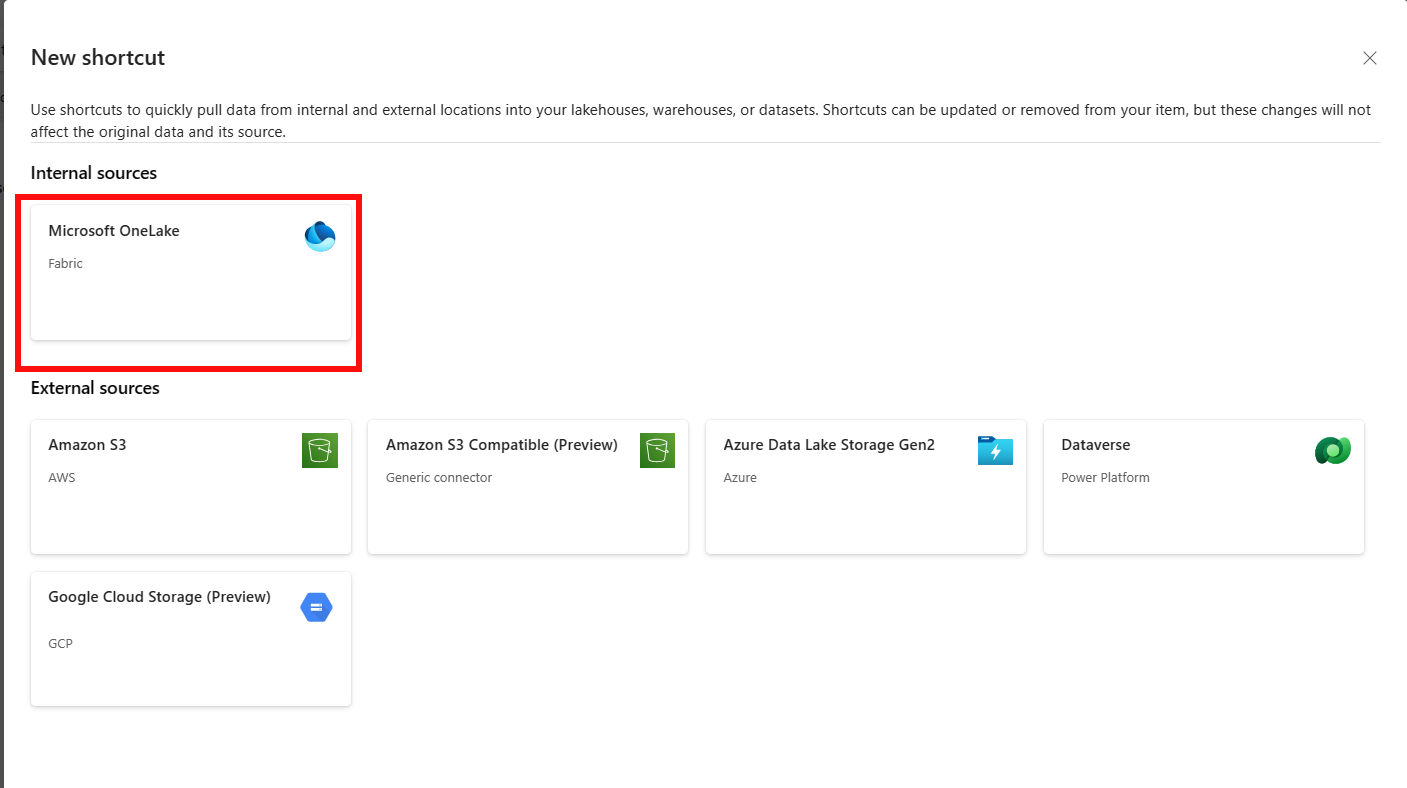 New shortcut
Use shortcuts to quickly pull data from internal and external locations into your lakehouses, warehouses, or datasets. Shortcuts can be updated or removed from your item, but these changes will not
affect the original data and its source.
Internal sources
Microsoft OneLake
Fabric
External sources
Amazon S3
AWS
Amazon S3 Compatible (Preview)
Generic connector
Azure Data Lake Storage Gen2
Azure
Dataverse
Power Platform
Google Cloud Storage (Preview)
GCP